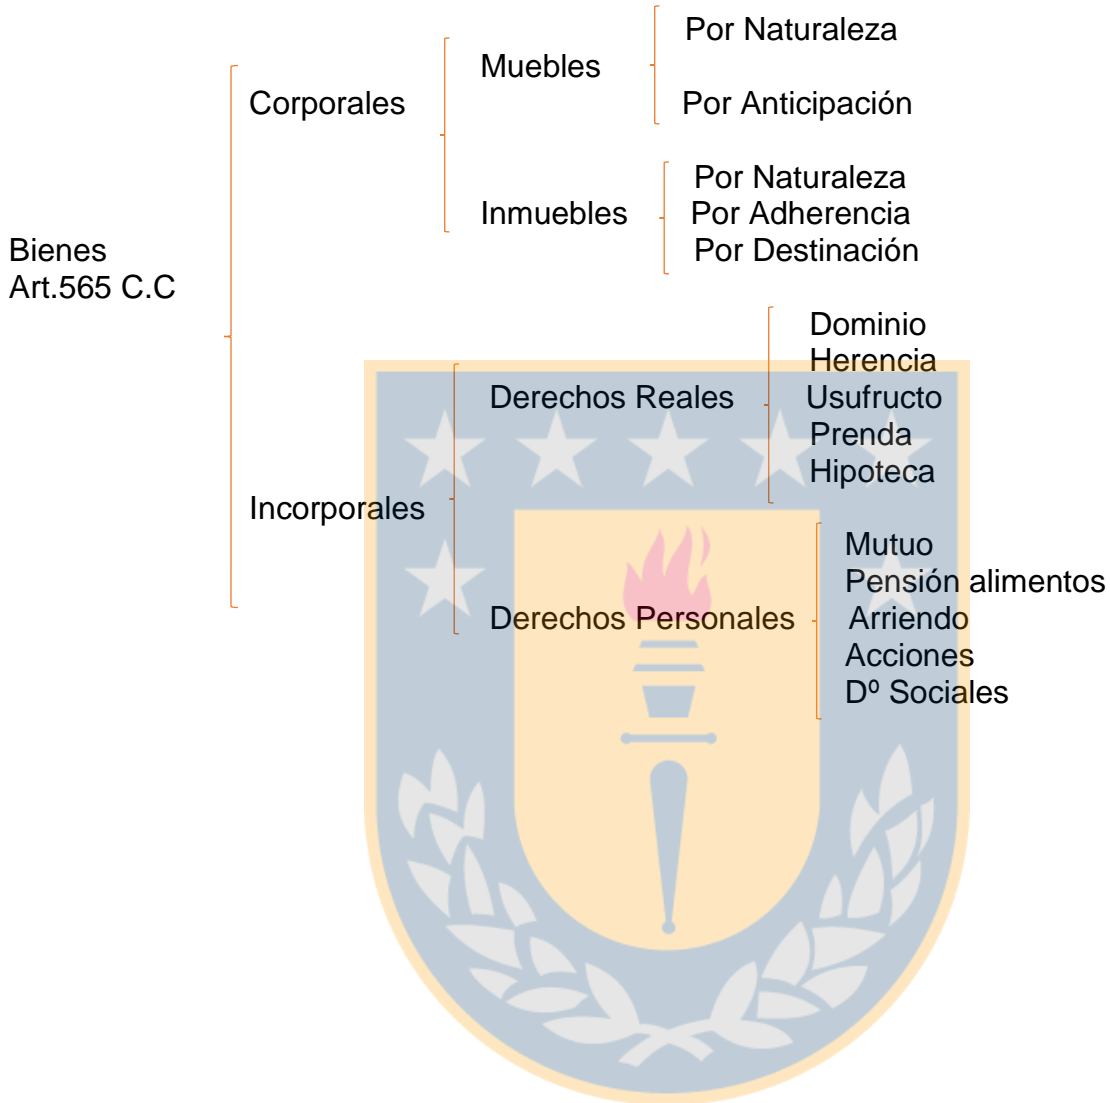 Por Naturaleza
Muebles
Corporales
Por Anticipación
Por Naturaleza
Inmuebles
Por Adherencia
Bienes
Por Destinación
Art.565 C.C
Dominio
Herencia
Derechos Reales
Usufructo
Prenda
Hipoteca
Incorporales
Mutuo
Pensión alimentos
Derechos Personales
Arriendo
Acciones
Dº Sociales